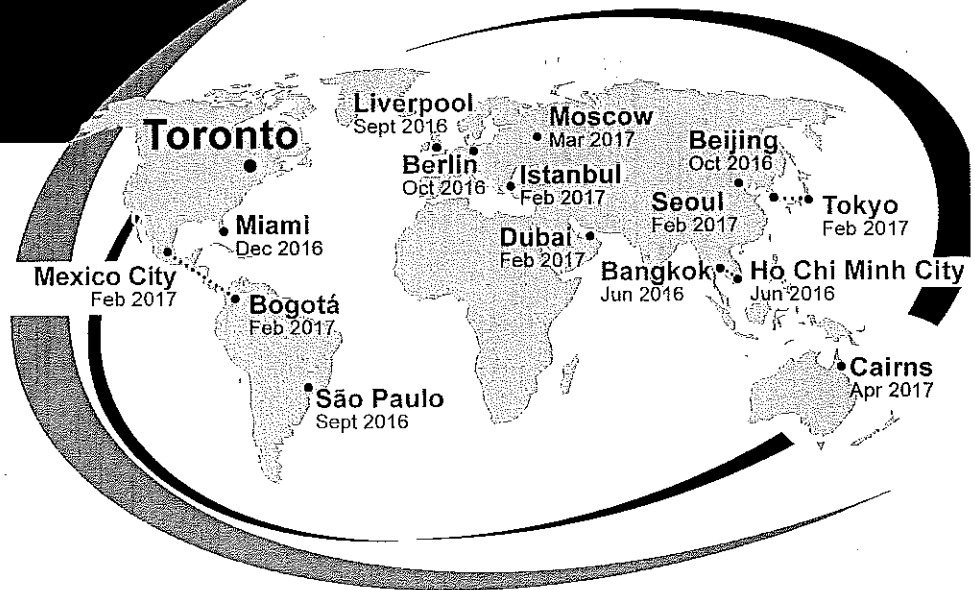 Liverpool
Sept 2016
Moscow
Mar 2017
Toronto
Beijing
Oct 2016
Berlin
Oct 2016
Istanbul
Feb 2017
Seoul
Feb 2017
Tokyo
Feb 2017
Miami
Dec 2016
Dubai
Feb 2017
Mexico City
Feb 2017
Bangkok
Jun 2016
Ho Chi Minh City
Jun 2016
Bogotá
Feb 2017
Cairns
Apr 2017
São Paulo
Sept 2016